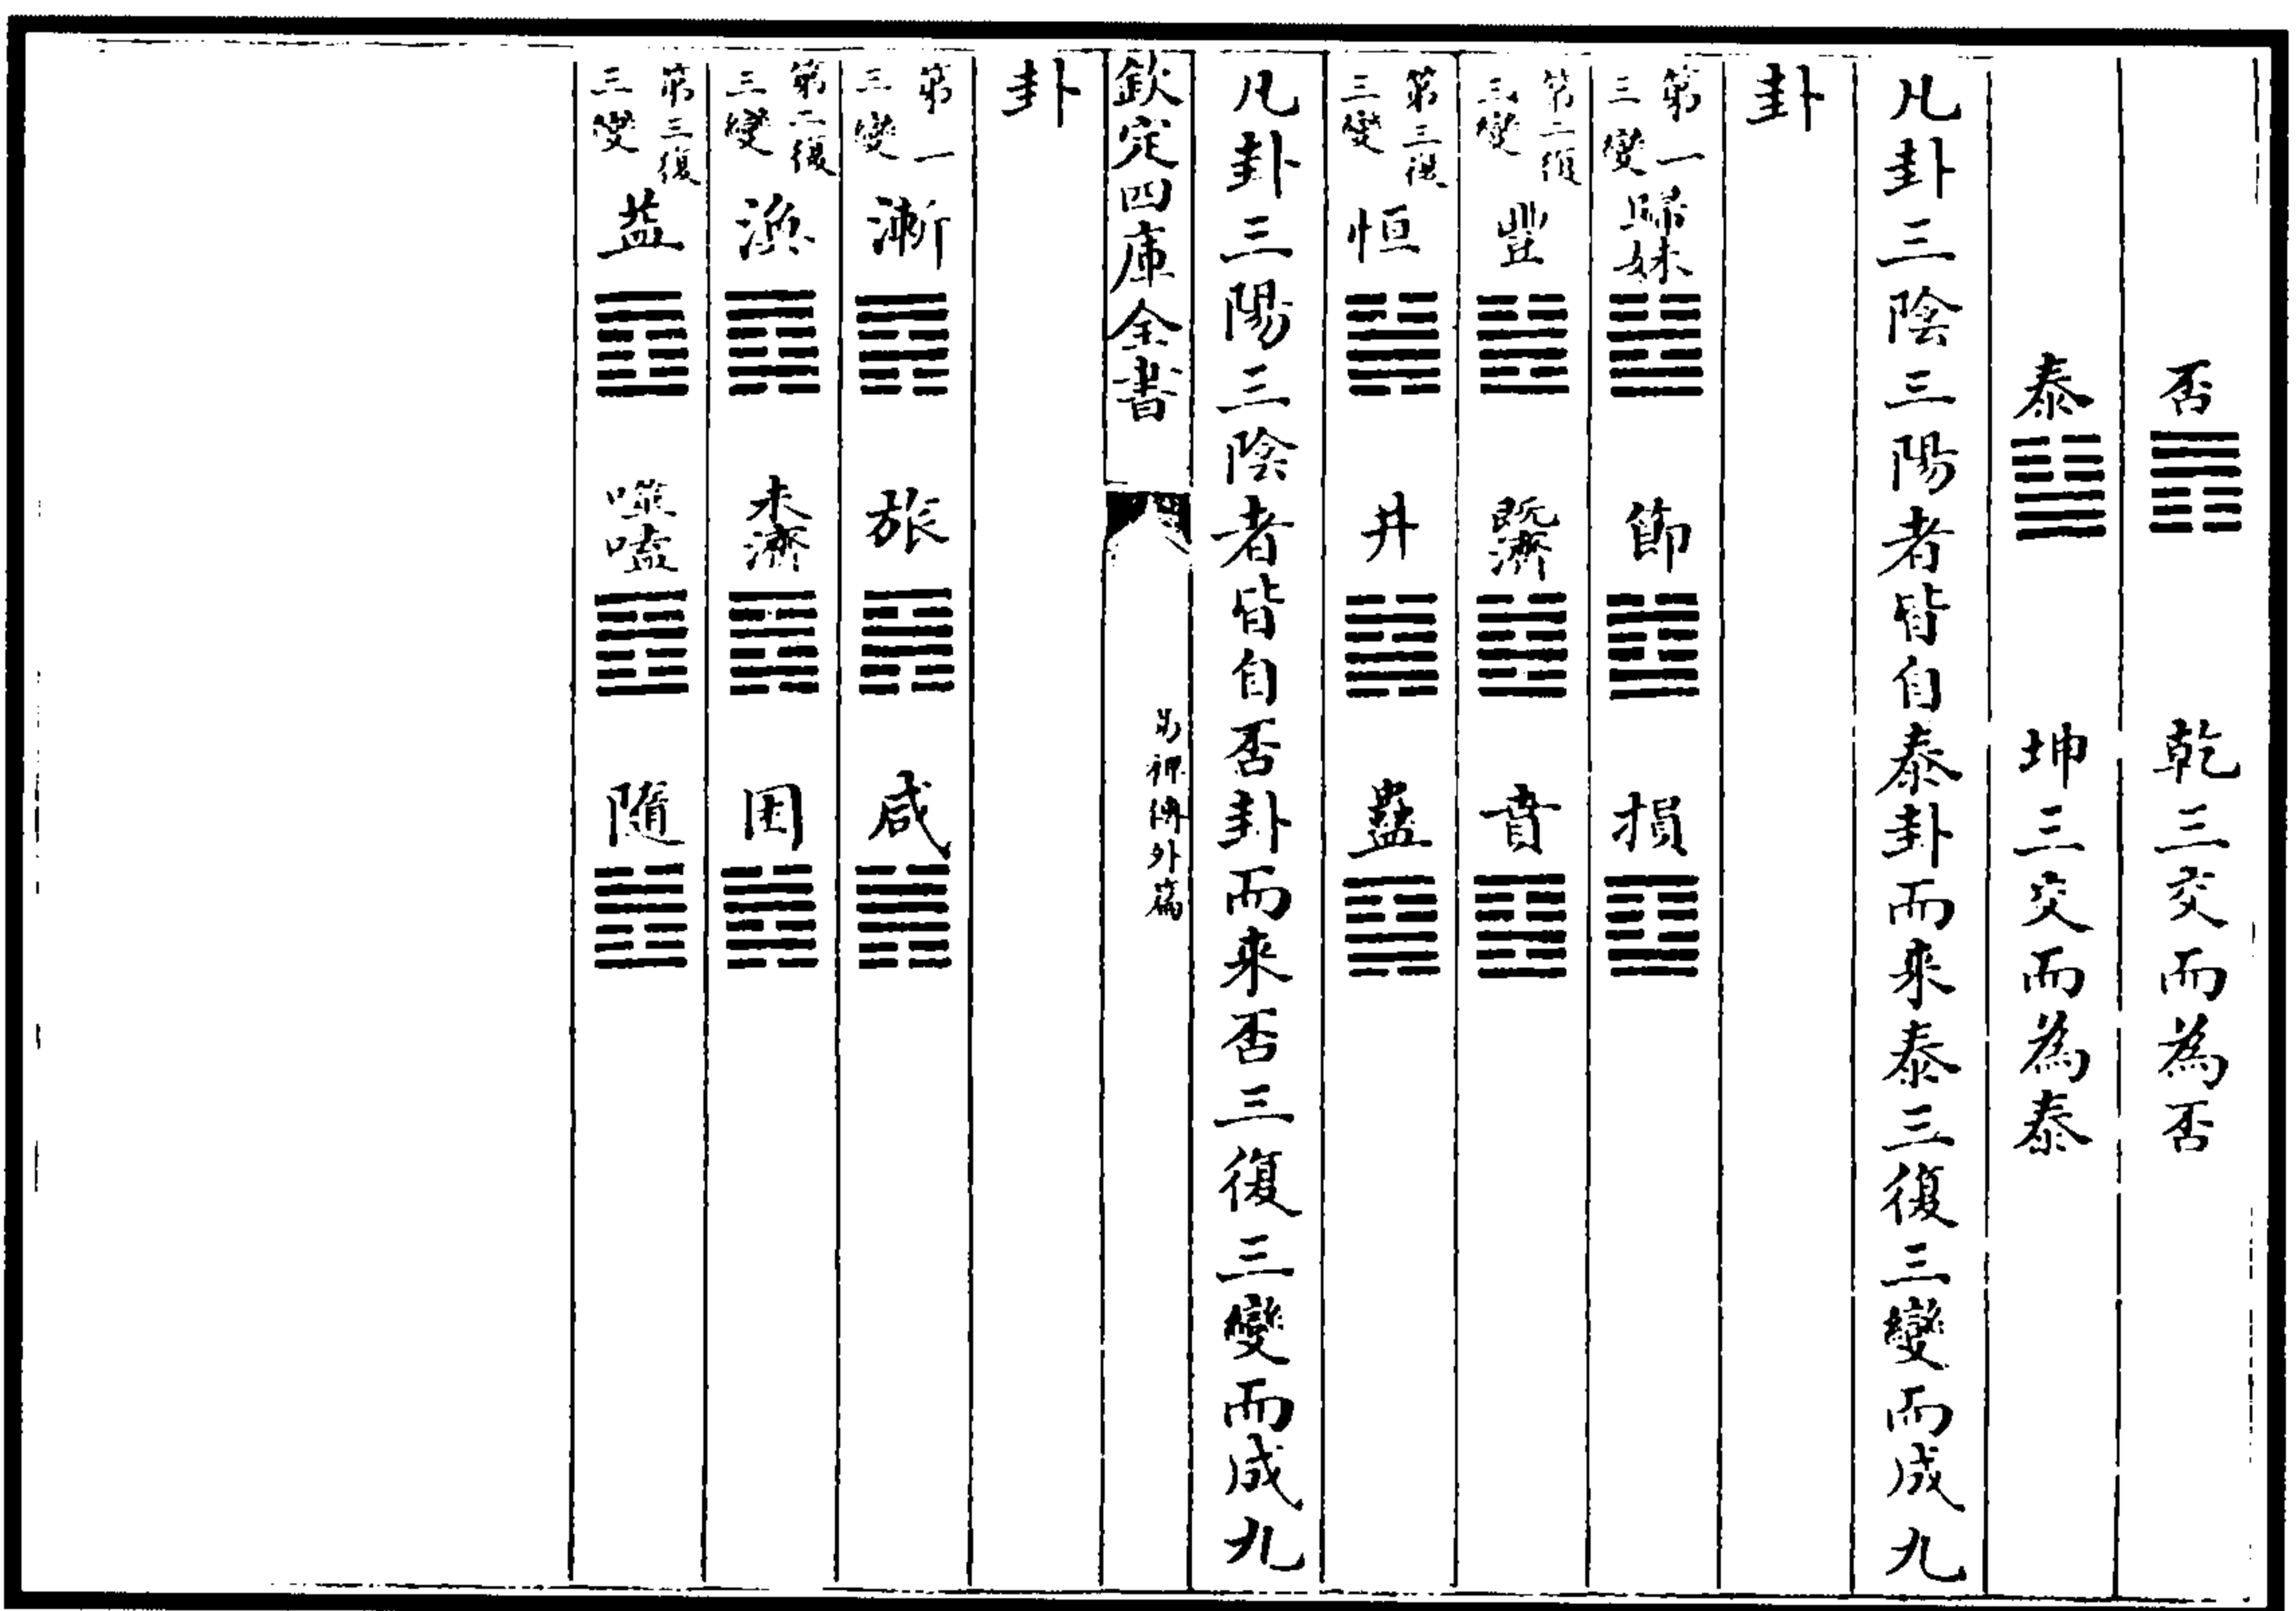 否䷋　乾三交而為否
泰䷊　坤三交而為泰
凡卦三陰三陽者皆自泰卦而来泰三復三變而成九
卦
第一三變　歸妹䷵　節䷻　損䷨
第二復三變　豐䷶　既濟䷾　賁䷕
第三復三變　恒䷟　井䷯　蠱䷑
凡卦三陽三陰者皆自否卦而来否三復三變而成九
欽定四庫全書　易裨傳外篇
卦
第一三變　漸䷴　旅䷷　咸䷞
第二復三變　渙䷺　未濟䷿　困䷮
第三復三變　益䷩　噬嗑䷔　隨䷐